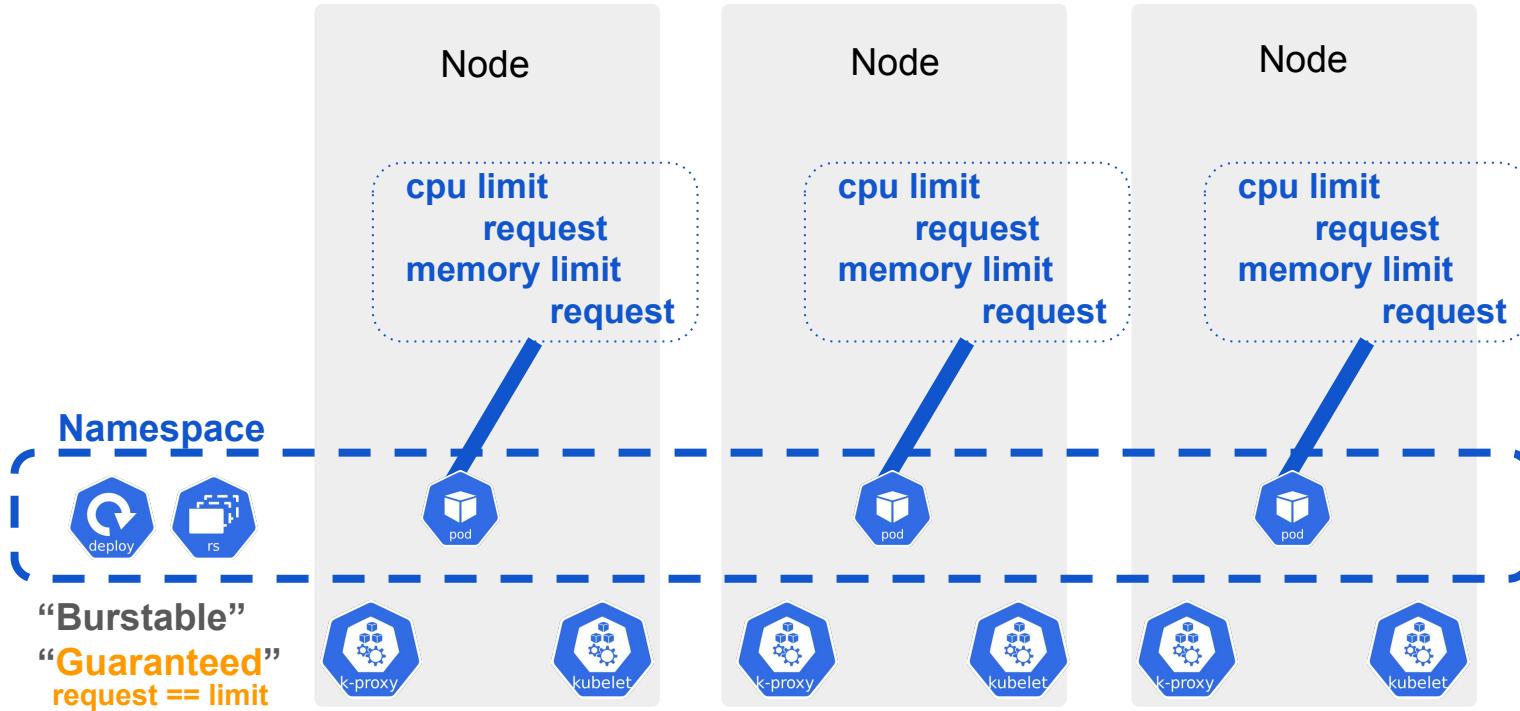 Node
Node
Node
cpu limit
request
memory limit
request
cpu limit
request
memory limit
request
cpu limit
request
memory limit
request
Namespace
deploy
rs
pod
pod
pod
“Burstable”
“Guaranteed”
request == limit
k-proxy
kubelet
k-proxy
kubelet
k-proxy
kubelet